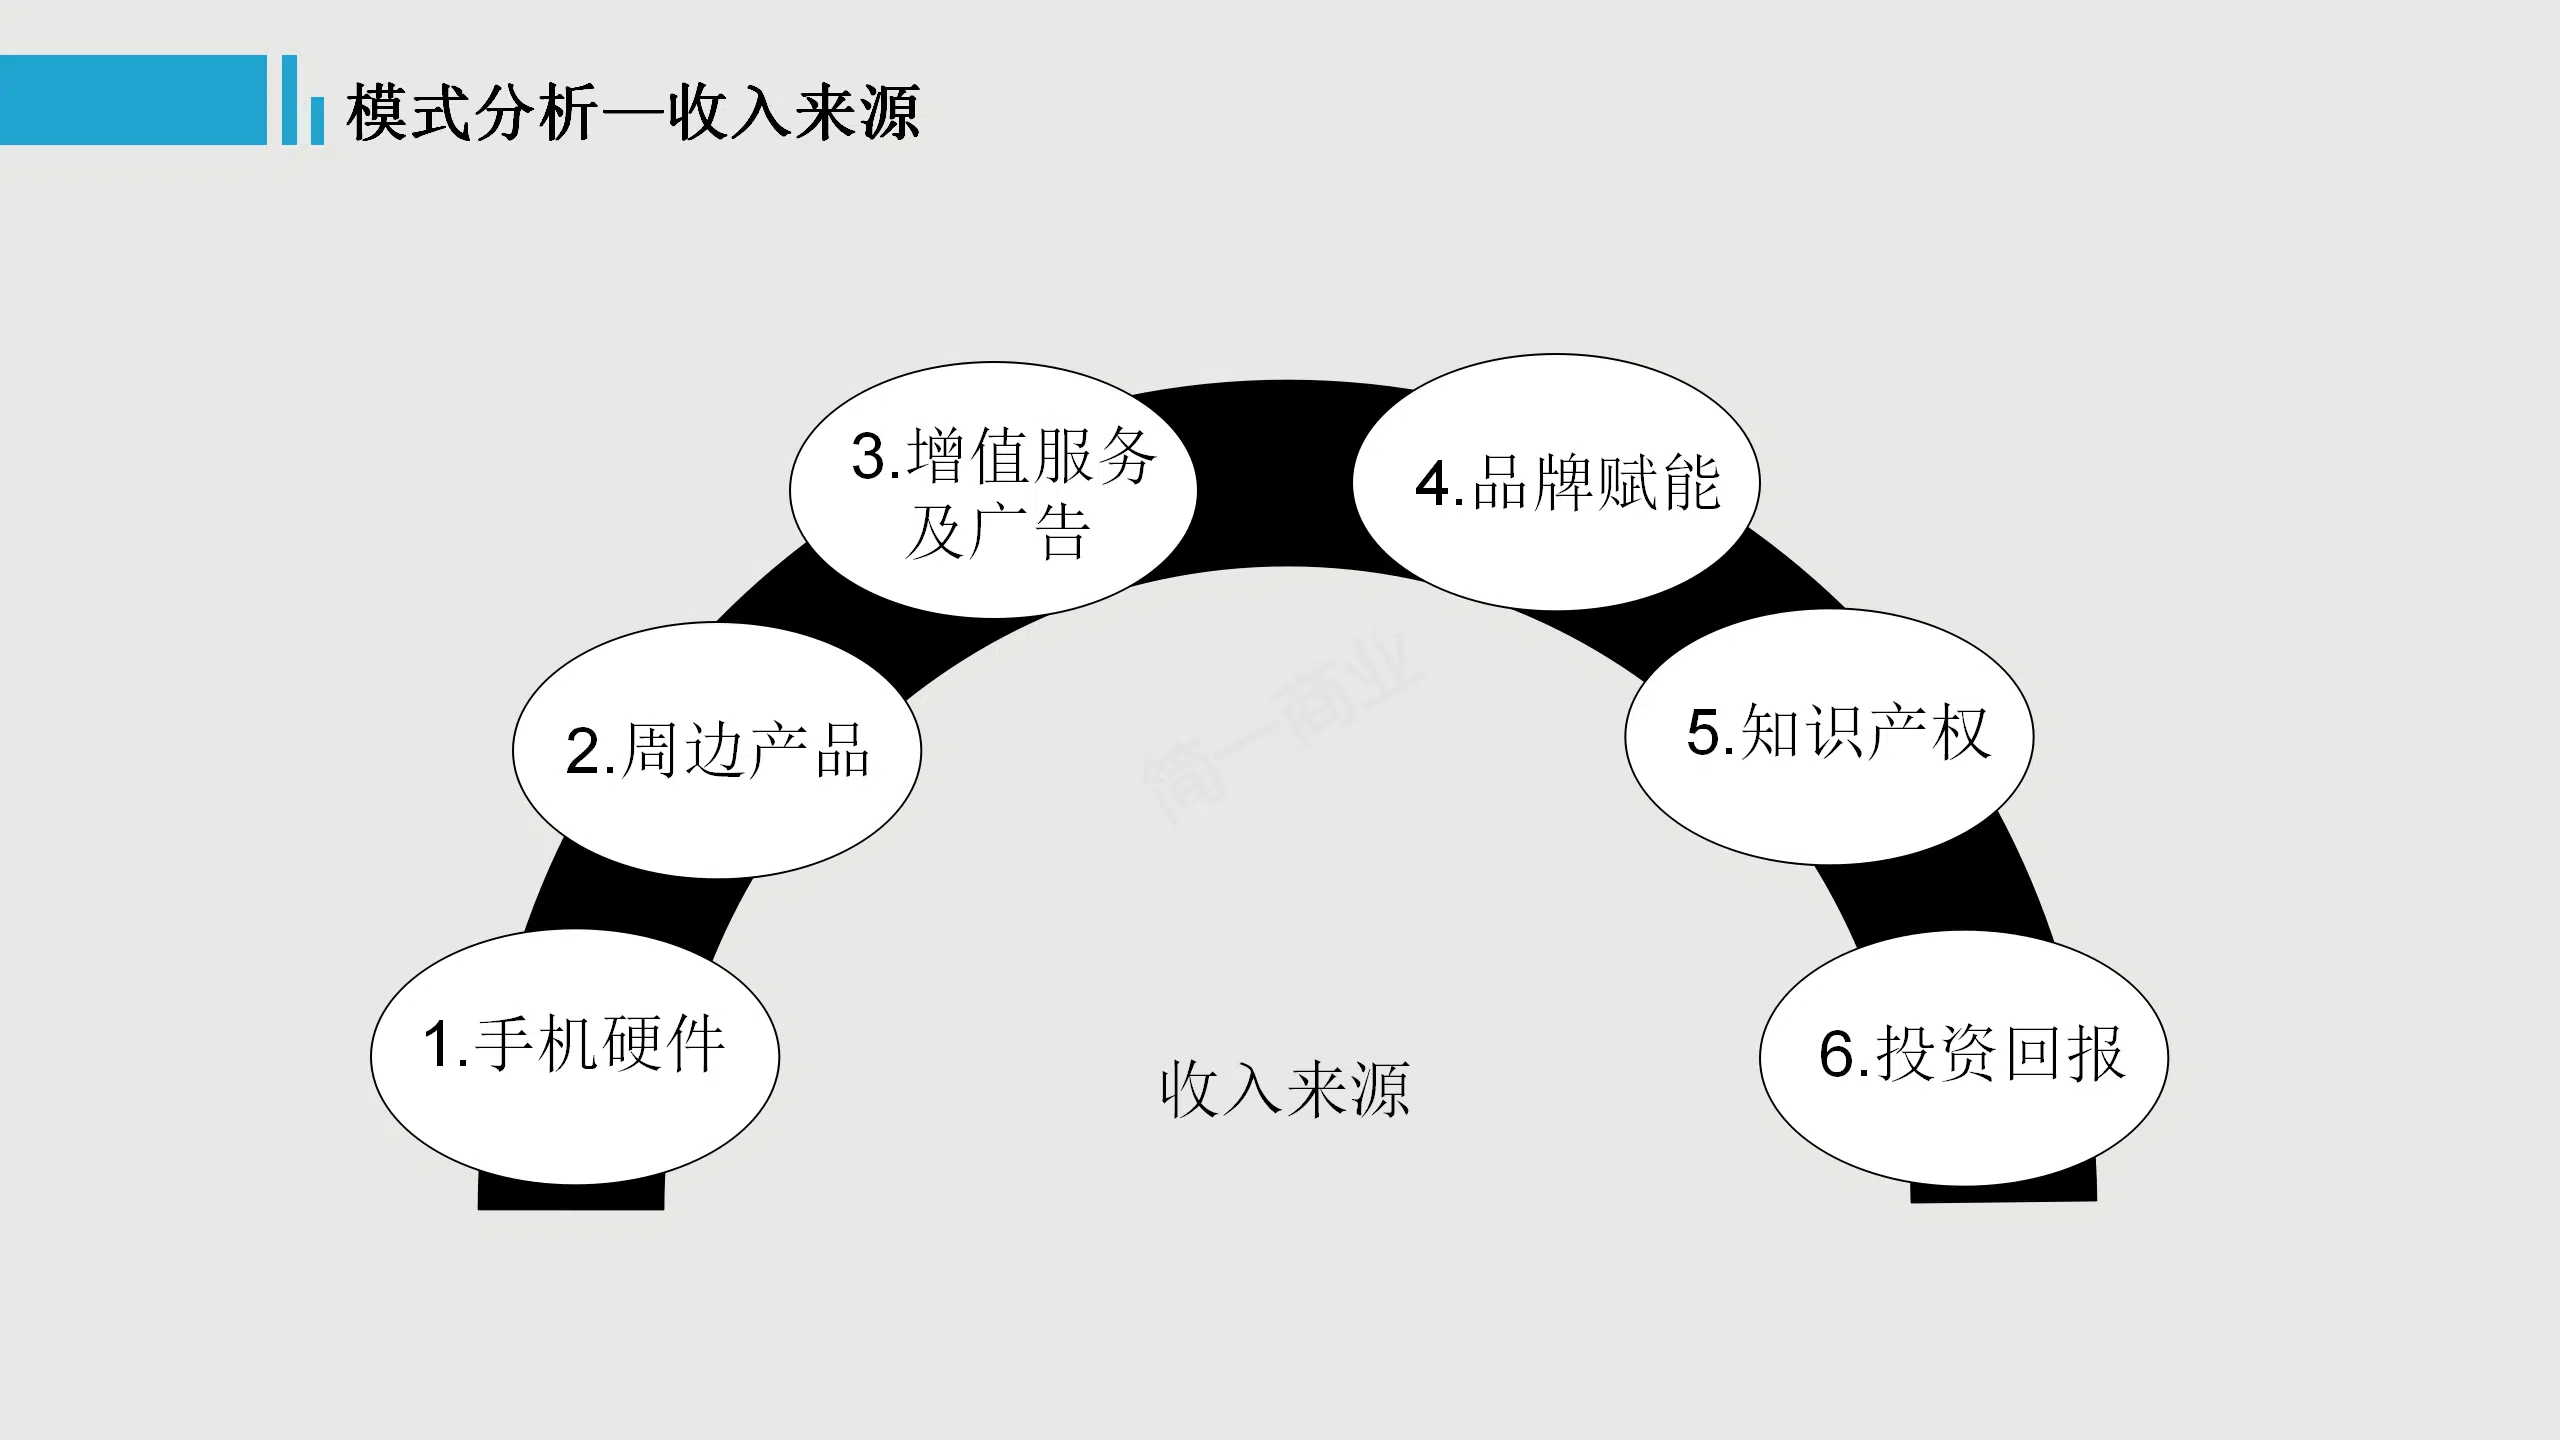 模式分析—收入来源
1.手机硬件
2.周边产品
3.增值服务
及广告
4.品牌赋能
5.知识产权
6.投资回报
收入来源
简一商业